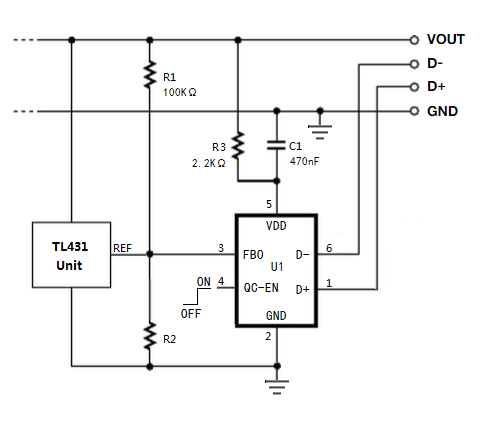 VOUT
D-
R1
100KΩ
D+
GND
R3
2.2KΩ
C1
470nF
5
VDD
TL431
Unit
REF
3
FBO
D-
6
U1
ON
4
QC-EN
D+
1
OFF
GND
R2
2